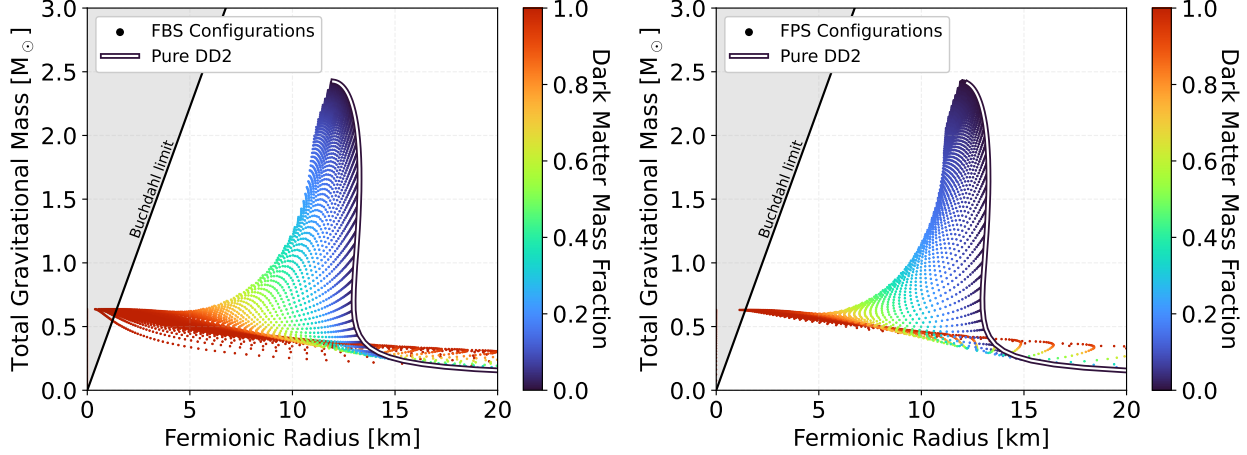 Total Gravitational Mass [M☉]
3.0
2.5
2.0
1.5
1.0
0.5
0.0
FBS Configurations
Pure DD2
Buchdahl limit
0 5 10 15 20
Fermionic Radius [km]
1.0
0.8
0.6
0.4
0.2
0.0
Dark Matter Mass Fraction
Total Gravitational Mass [M☉]
3.0
2.5
2.0
1.5
1.0
0.5
0.0
FPS Configurations
Pure DD2
Buchdahl limit
0 5 10 15 20
Fermionic Radius [km]
1.0
0.8
0.6
0.4
0.2
0.0
Dark Matter Mass Fraction